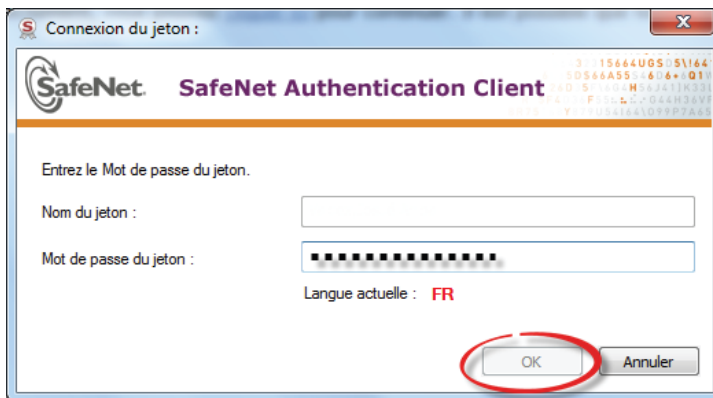 Connexion du jeton :
SafeNet. SafeNet Authentication Client
Entrez le Mot de passe du jeton.
Nom du jeton :
Mot de passe du jeton :
Langue actuelle : FR
OK Annuler